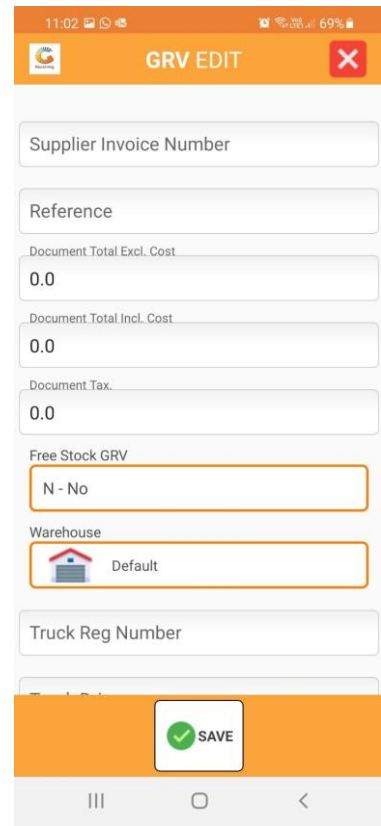 11:02 69%
GRV EDIT
Supplier Invoice Number
Reference
Document Total Excl. Cost
0.0
Document Total Incl. Cost
0.0
Document Tax.
0.0
Free Stock GRV
N - No
Warehouse
Default
Truck Reg Number
SAVE